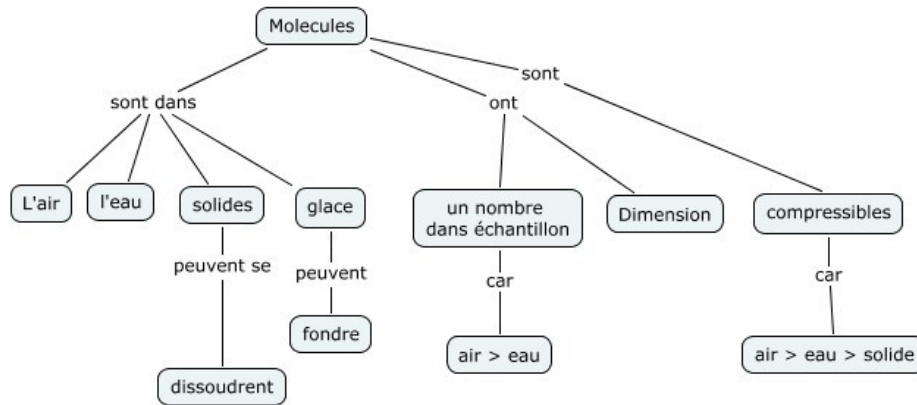 Molecules
sont
sont dans
ont
L'air
l'eau
solides
glace
un nombre
dans échantillon
Dimension
compressibles
peuvent se
peuvent
car
car
fondre
air > eau
air > eau > solide
dissoudrent